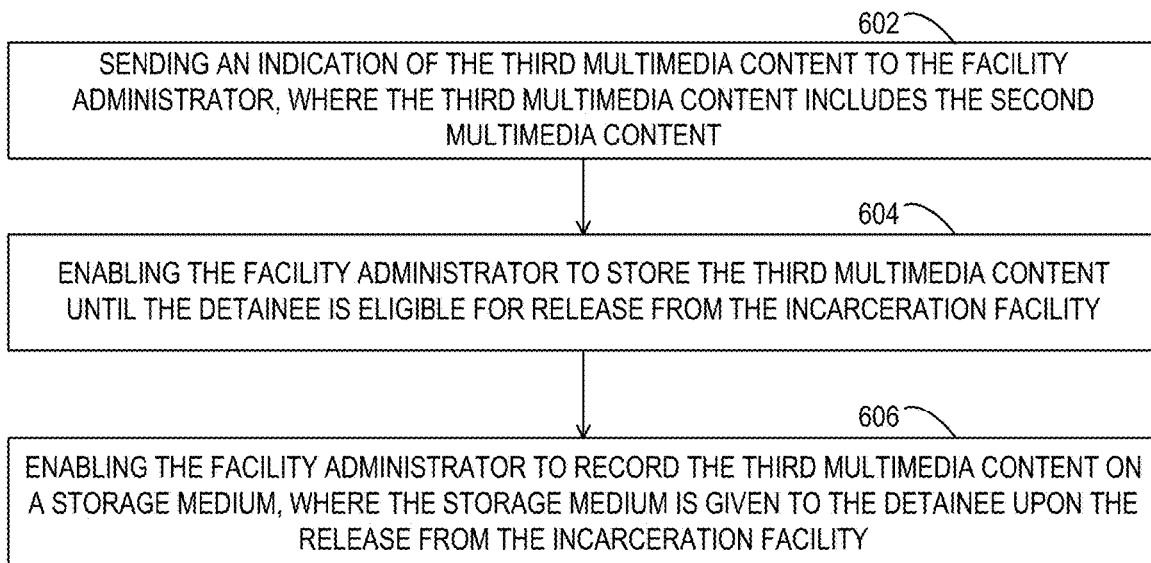 602
SENDING AN INDICATION OF THE THIRD MULTIMEDIA CONTENT TO THE FACILITY
ADMINISTRATOR, WHERE THE THIRD MULTIMEDIA CONTENT INCLUDES THE SECOND
MULTIMEDIA CONTENT
604
ENABLING THE FACILITY ADMINISTRATOR TO STORE THE THIRD MULTIMEDIA CONTENT
UNTIL THE DETAINEE IS ELIGIBLE FOR RELEASE FROM THE INCARCERATION FACILITY
606
ENABLING THE FACILITY ADMINISTRATOR TO RECORD THE THIRD MULTIMEDIA CONTENT ON
A STORAGE MEDIUM, WHERE THE STORAGE MEDIUM IS GIVEN TO THE DETAINEE UPON THE
RELEASE FROM THE INCARCERATION FACILITY